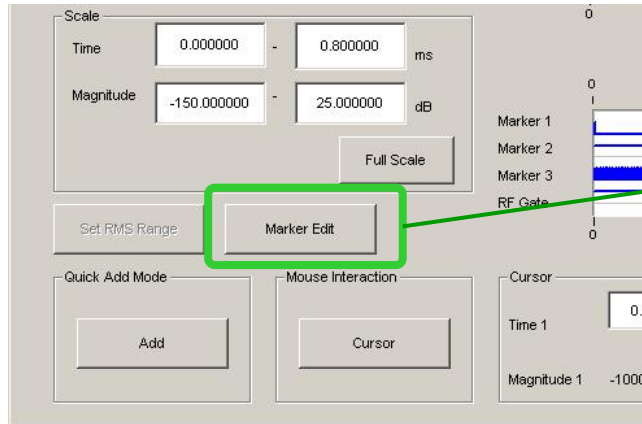 Scale
0
Time 0.000000 - 0.800000 ms
0
Magnitude -150.000000 - 25.000000 dB
Marker 1
Marker 2
Full Scale
Marker 3
RF Gate
Set RMS Range Marker Edit
0
Quick Add Mode Mouse Interaction Cursor
Time 1 0.
Add Cursor
Magnitude 1 -1000